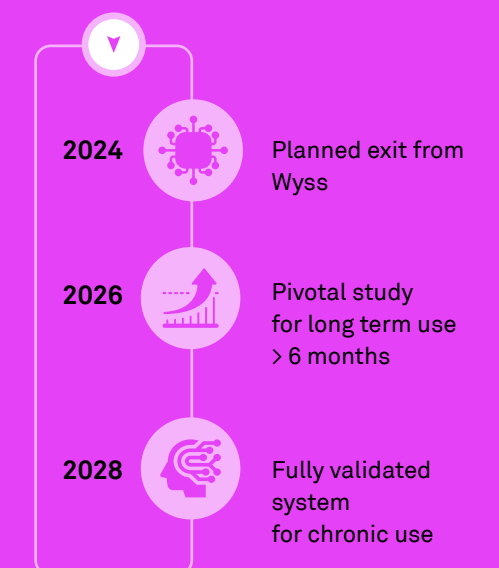 2024
Planned exit from
Wyss
2026
Pivotal study
for long term use
> 6 months
2028
Fully validated
system
for chronic use